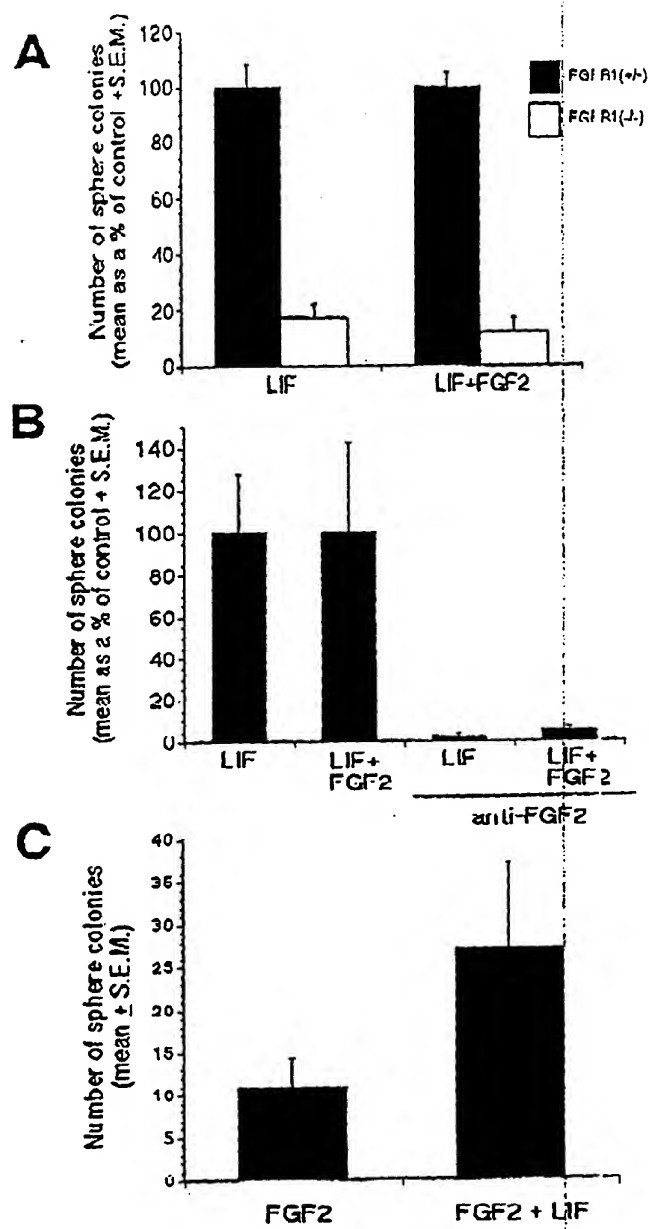 A
Number of sphere colonies
(mean as a % of control +S.E.M.)
120
100
80
60
40
20
0
FGFR1(+/-)
FGFR1(-/-)
LIF
LIF+FGF2
B
Number of sphere colonies
(mean as a % of control + S.E.M.)
140
120
100
80
60
40
20
0
LIF
LIF+
FGF2
LIF
LIF+
FGF2
anti-FGF2
C
Number of sphere colonies
(mean ± S.E.M.)
40
35
30
25
20
15
10
5
0
FGF2
FGF2 + LIF